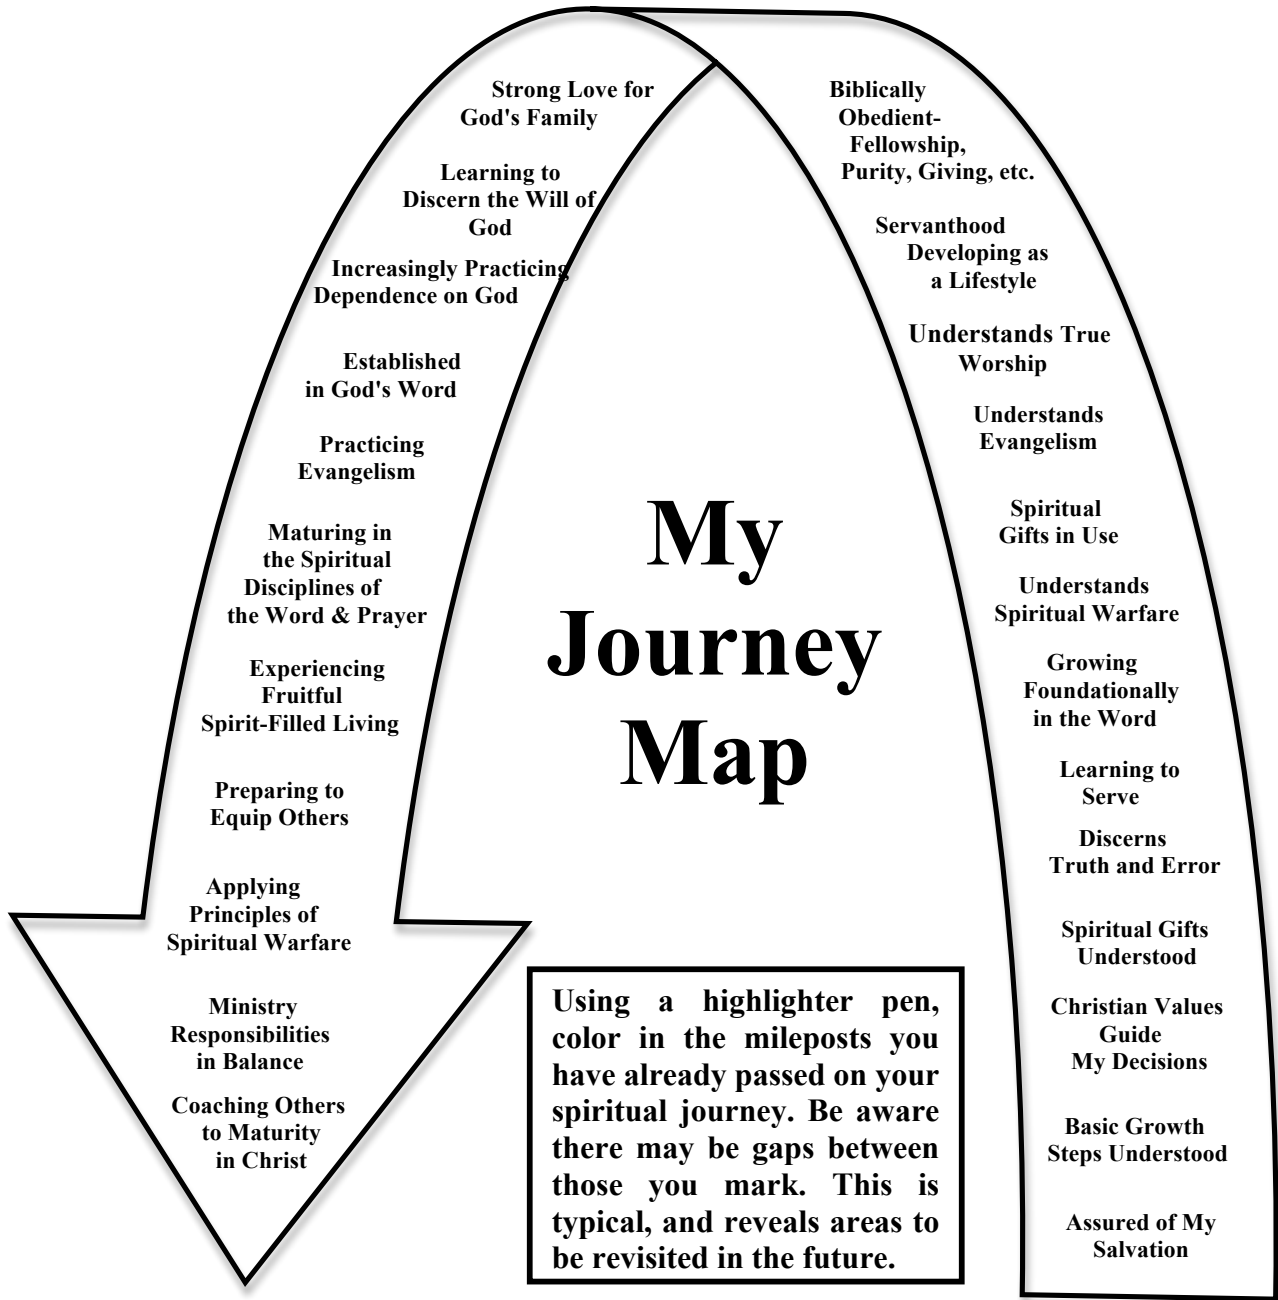 Strong Love for
God's Family
Learning to
Discern the Will of
God
Increasingly Practicing
Dependence on God
Established
in God's Word
Practicing
Evangelism
Maturing in
the Spiritual
Disciplines of
the Word & Prayer
Experiencing
Fruitful
Spirit-Filled Living
Preparing to
Equip Others
Applying
Principles of
Spiritual Warfare
Ministry
Responsibilities
in Balance
Coaching Others
to Maturity
in Christ
My
Journey
Map
Using a highlighter pen,
color in the mileposts you
have already passed on your
spiritual journey. Be aware
there may be gaps between
those you mark. This is
typical, and reveals areas to
be revisited in the future.
Biblically
Obedient-
Fellowship,
Purity, Giving, etc.
Servanthood
Developing as
a Lifestyle
Understands True
Worship
Understands
Evangelism
Spiritual
Gifts in Use
Understands
Spiritual Warfare
Growing
Foundationally
in the Word
Learning to
Serve
Discerns
Truth and Error
Spiritual Gifts
Understood
Christian Values
Guide
My Decisions
Basic Growth
Steps Understood
Assured of My
Salvation